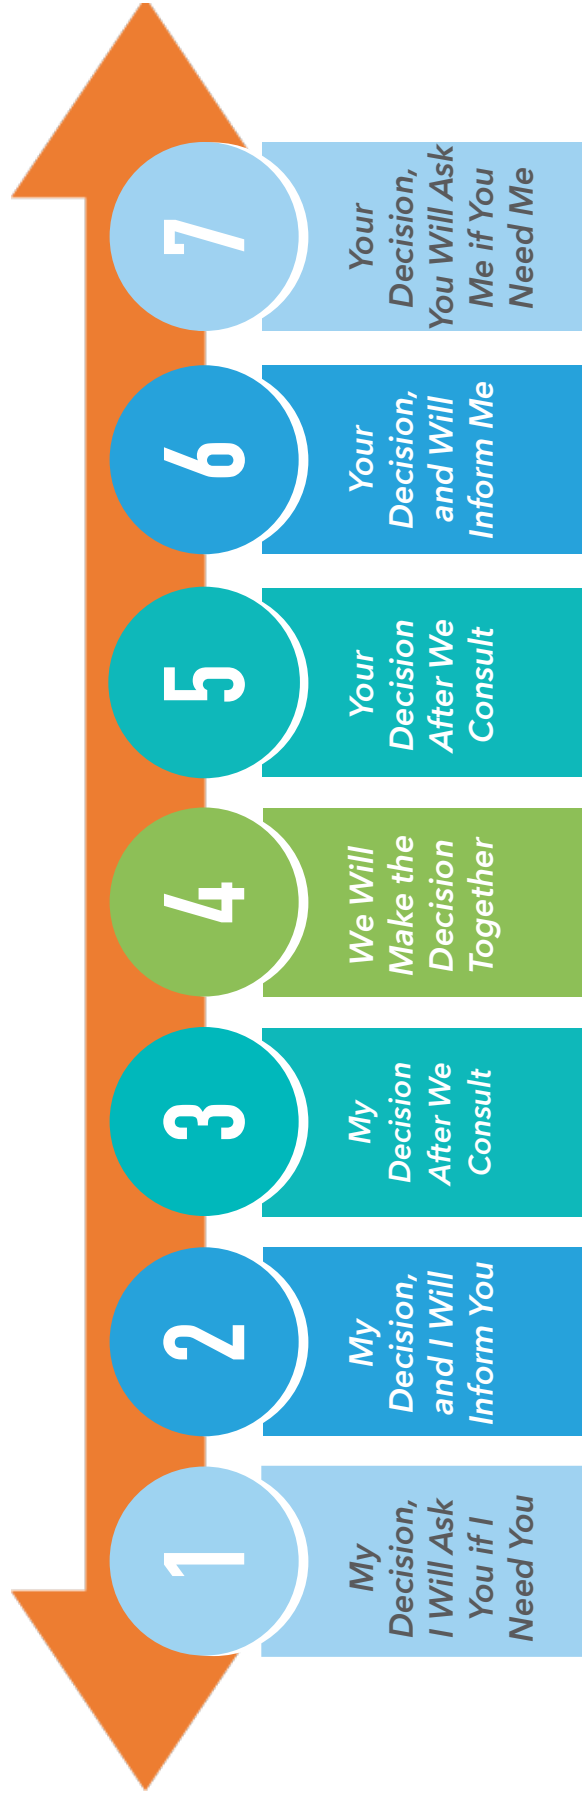 1
My
Decision,
I Will Ask
You if I
Need You
2
My
Decision,
and I Will
Inform You
3
My
Decision
After We
Consult
4
We Will
Make the
Decision
Together
5
Your
Decision
After We
Consult
6
Your
Decision,
and Will
Inform Me
7
Your
Decision,
You Will Ask
Me if You
Need Me